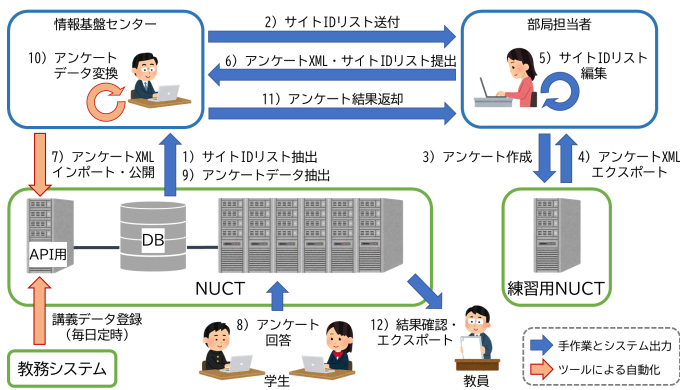 情報基盤センター
2）サイトIDリスト送付
部局担当者
10）アンケート
データ変換
6）アンケートXML・サイトIDリスト提出
5）サイトIDリスト
編集
11）アンケート結果返却
7）アンケートXML
インポート・公開
1）サイトIDリスト抽出
9）アンケートデータ抽出
3）アンケート作成
4）アンケートXML
エクスポート
API用
DB
NUCT
練習用NUCT
講義データ登録
（毎日定時）
8）アンケート
回答
12）結果確認・
エクスポート
教務システム
学生
教員
手作業とシステム出力
ツールによる自動化